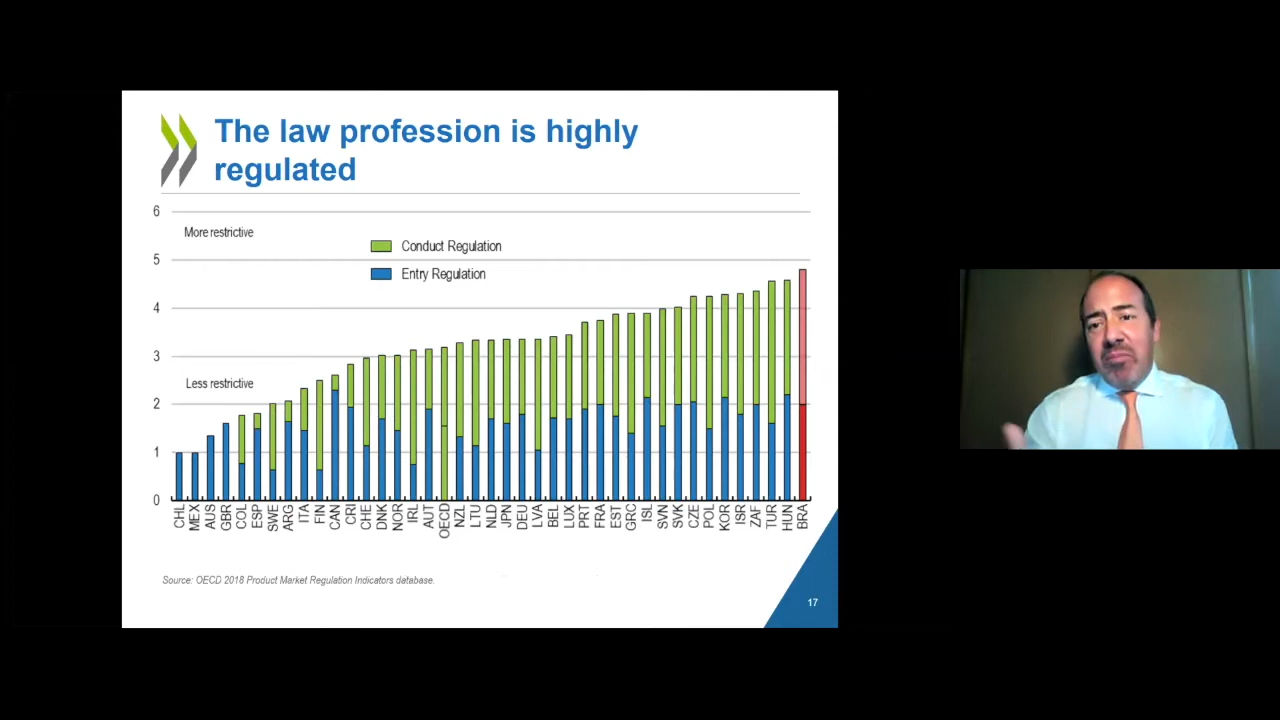 The law profession is highly
regulated
6
More restrictive
Conduct Regulation
5
Entry Regulation
4
3
Less restrictive
2
1
0
CHL
MEX
AUS
GBR
COL
ESP
SWE
ARG
ITA
FIN
CAN
CRI
CHE
DNK
NOR
IRL
AUT
OECD
NZL
LTU
NLD
JPN
DEU
LVA
BEL
LUX
PRT
FRA
EST
GRC
ISL
SVN
SVK
CZE
POL
KOR
ISR
ZAF
TUR
HUN
BRA
Source: OECD 2018 Product Market Regulation Indicators database.
17